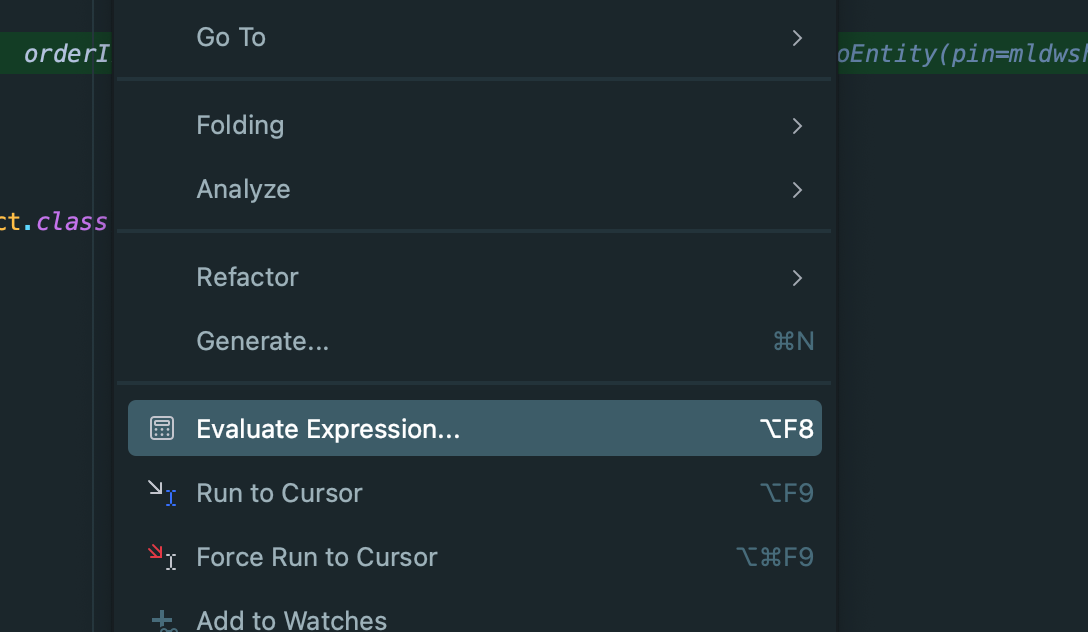 Go To
orderI oEntity(pin=mldwsh
Folding
Analyze
ct.class
Refactor
Generate... ⌘N
Evaluate Expression... ⌥F8
Run to Cursor ⌥F9
Force Run to Cursor ⌥⌘F9
Add to Watches